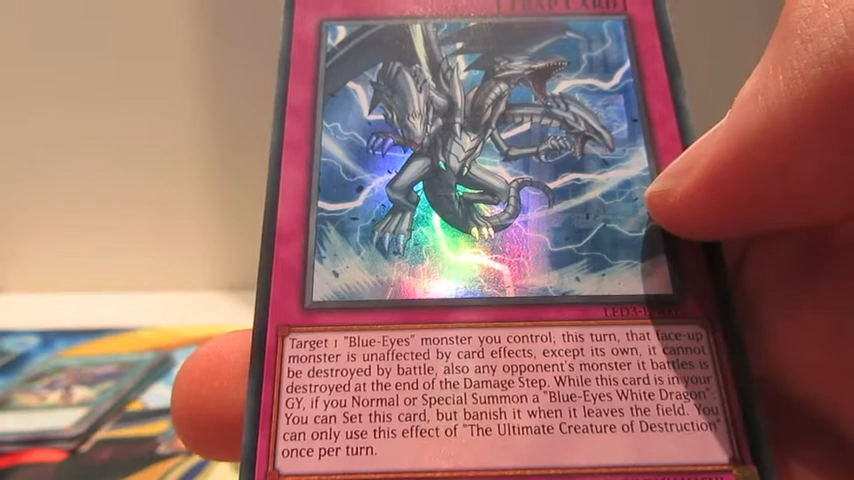 TRAP CARD
Target 1 "Blue-Eyes" monster you control; this turn, that face-up
monster is unaffected by card effects, except its own, it cannot
be destroyed by battle, also any opponent's monster it battles is
destroyed at the end of the Damage Step. While this card is in your
GY, if you Normal or Special Summon a "Blue-Eyes White Dragon":
You can Set this card, but banish it when it leaves the field. You
can only use this effect of "The Ultimate Creature of Destruction"
once per turn.